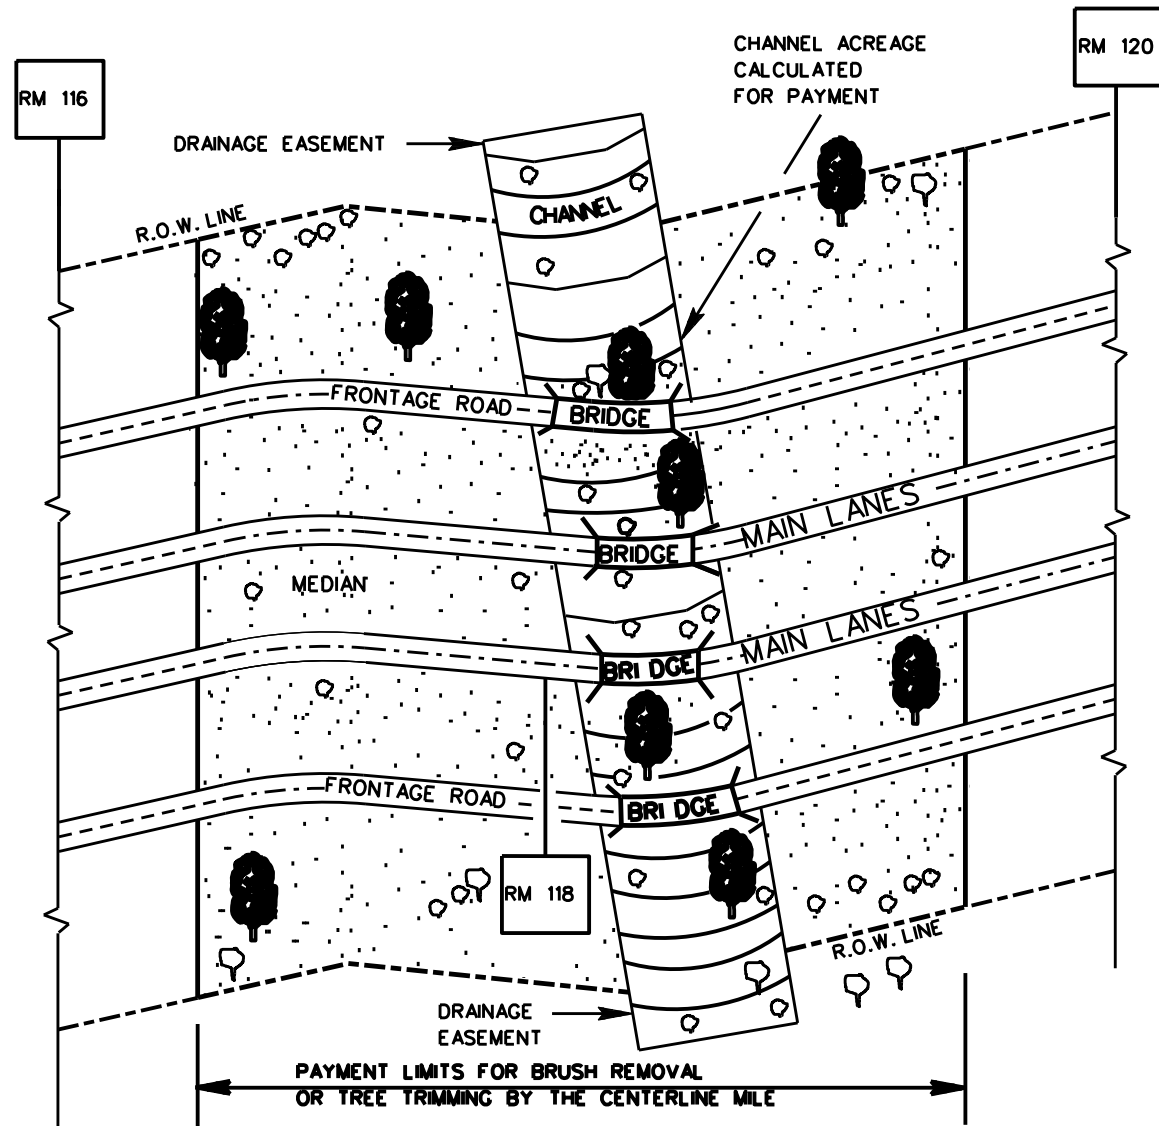 CHANNEL ACREAGE
CALCULATED
FOR PAYMENT
RM 120
RM 116
DRAINAGE EASEMENT
R.O.W. LINE
CHANNEL
FRONTAGE ROAD
BRIDGE
MAIN LANES
BRIDGE
MEDIAN
MAIN LANES
BRI DGE
FRONTAGE ROAD
BRI DGE
RM 118
R.O.W. LINE
DRAINAGE
EASEMENT
PAYMENT LIMITS FOR BRUSH REMOVAL
OR TREE TRIMMING BY THE CENTERLINE MILE